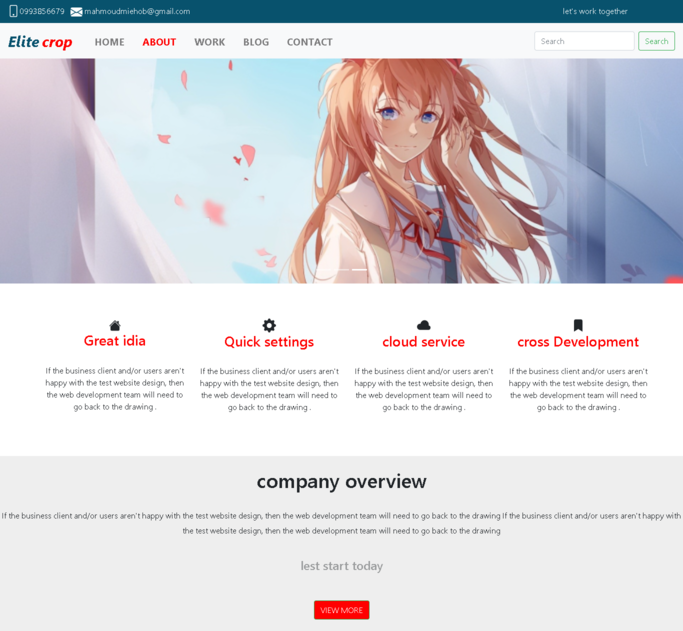 0993856679 mahmoudmiehob@gmail.com let's work together
Elite crop HOME ABOUT WORK BLOG CONTACT Search Search
Great idia
If the business client and/or users aren't
happy with the test website design, then
the web development team will need to
go back to the drawing .
Quick settings
If the business client and/or users aren't
happy with the test website design, then
the web development team will need to
go back to the drawing .
cloud service
If the business client and/or users aren't
happy with the test website design, then
the web development team will need to
go back to the drawing .
cross Development
If the business client and/or users aren't
happy with the test website design, then
the web development team will need to
go back to the drawing .
company overview
If the business client and/or users aren't happy with the test website design, then the web development team will need to go back to the drawing If the business client and/or users aren't happy with
the test website design, then the web development team will need to go back to the drawing
lest start today
VIEW MORE